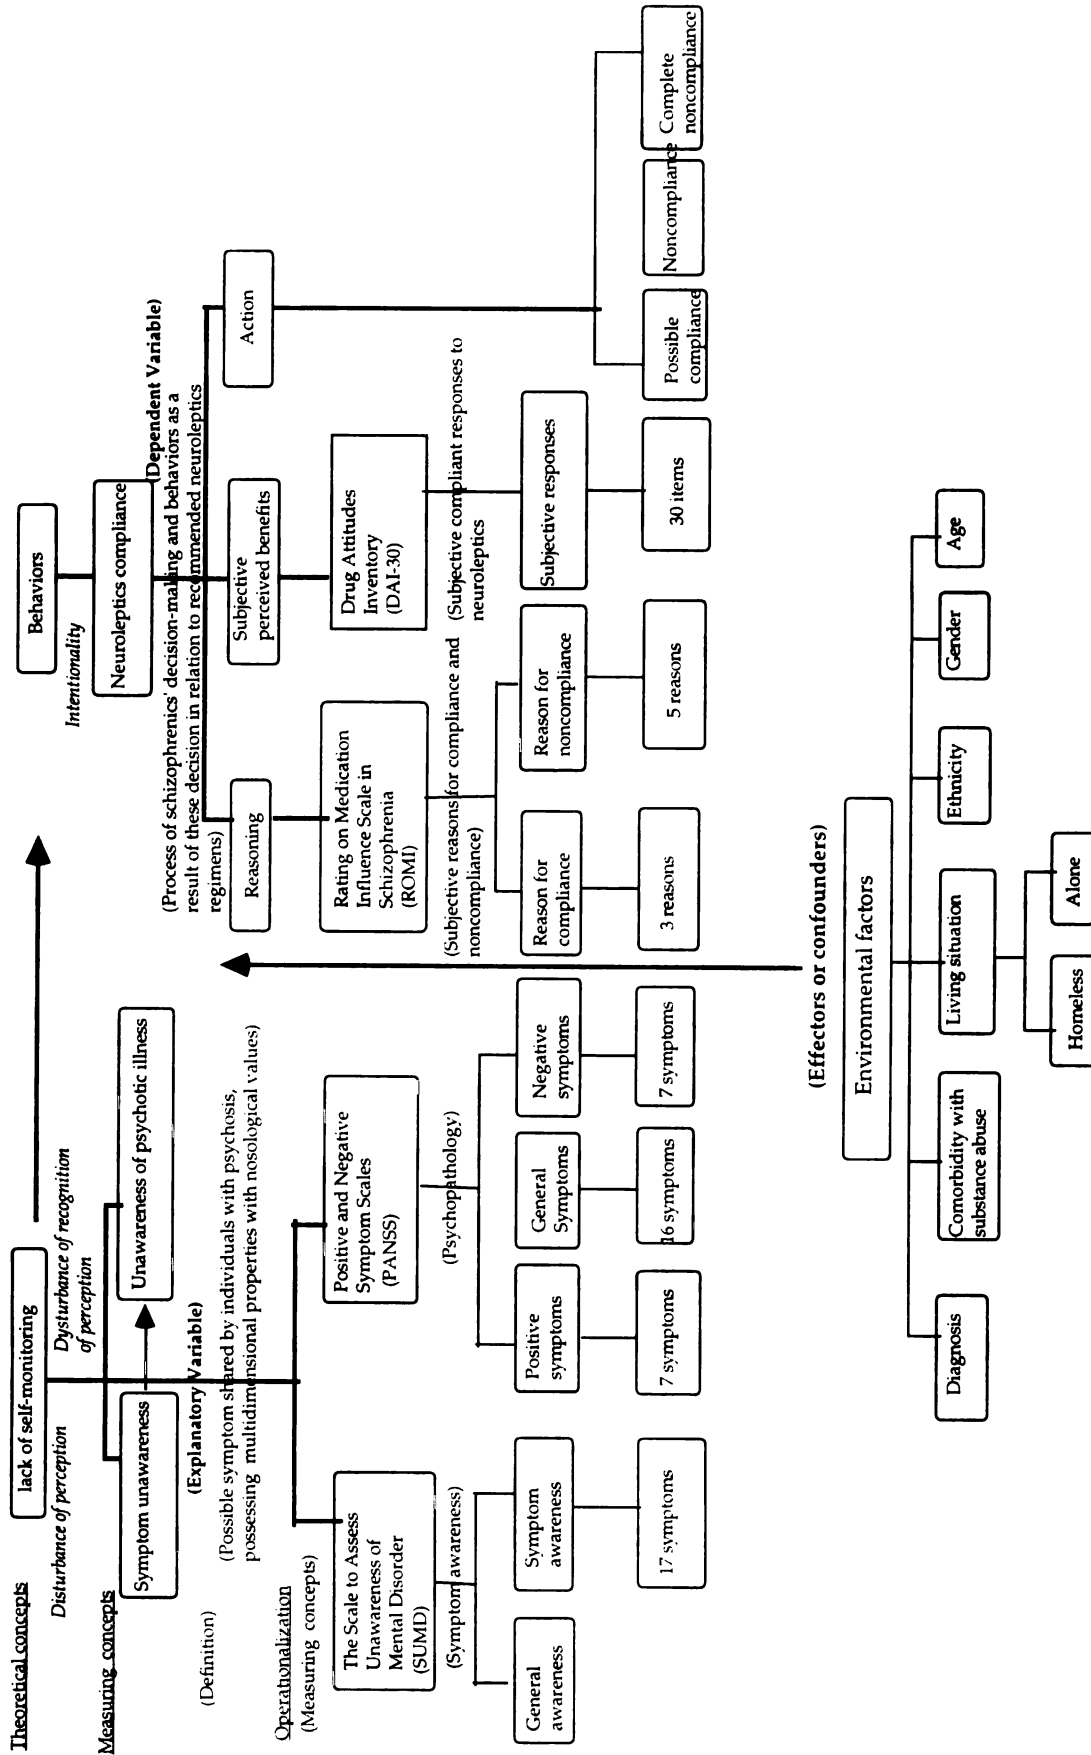 Theoretical concepts
lack of self-monitoring
Behaviors
Disturbance of perception
Dysturbance of recognition
of perception
Intentionality
Measuring concepts
Symptom unawareness
Unawareness of psychotic illness
Neuroleptics compliance
(Explanatory Variable)
(Dependent Variable)
(Definition)
(Possible symptom shared by individuals with psychosis,
possessing multidimensional properties with nosological values)
(Process of schizophrenics' decision-making and behaviors as a
result of these decision in relation to recommended neuroleptics
regimens)
Reasoning
Subjective
perceived benefits
Action
Operationalization
(Measuring concepts)
The Scale to Assess
Unawareness of
Mental Disorder
(SUMD)
Positive and Negative
Symptom Scales
(PANSS)
Rating on Medication
Influence Scale in
Schizophrenia
(ROMI)
Drug Attitudes
Inventory
(DAI-30)
(Symptom awareness)
(Psychopathology)
(Subjective reasons for compliance and
noncompliance)
(Subjective compliant responses to
neuroleptics
General
awareness
Symptom
awareness
Positive
symptoms
General
Symptoms
Negative
symptoms
Reason for
compliance
Reason for
noncompliance
Subjective responses
17 symptoms
7 symptoms
16 symptoms
7 symptoms
3 reasons
5 reasons
30 items
Possible
compliance
Noncompliance
Complete
noncompliance
(Effectors or confounders)
Environmental factors
Diagnosis
Comorbidity with
substance abuse
Living situation
Ethnicity
Gender
Age
Homeless
Alone